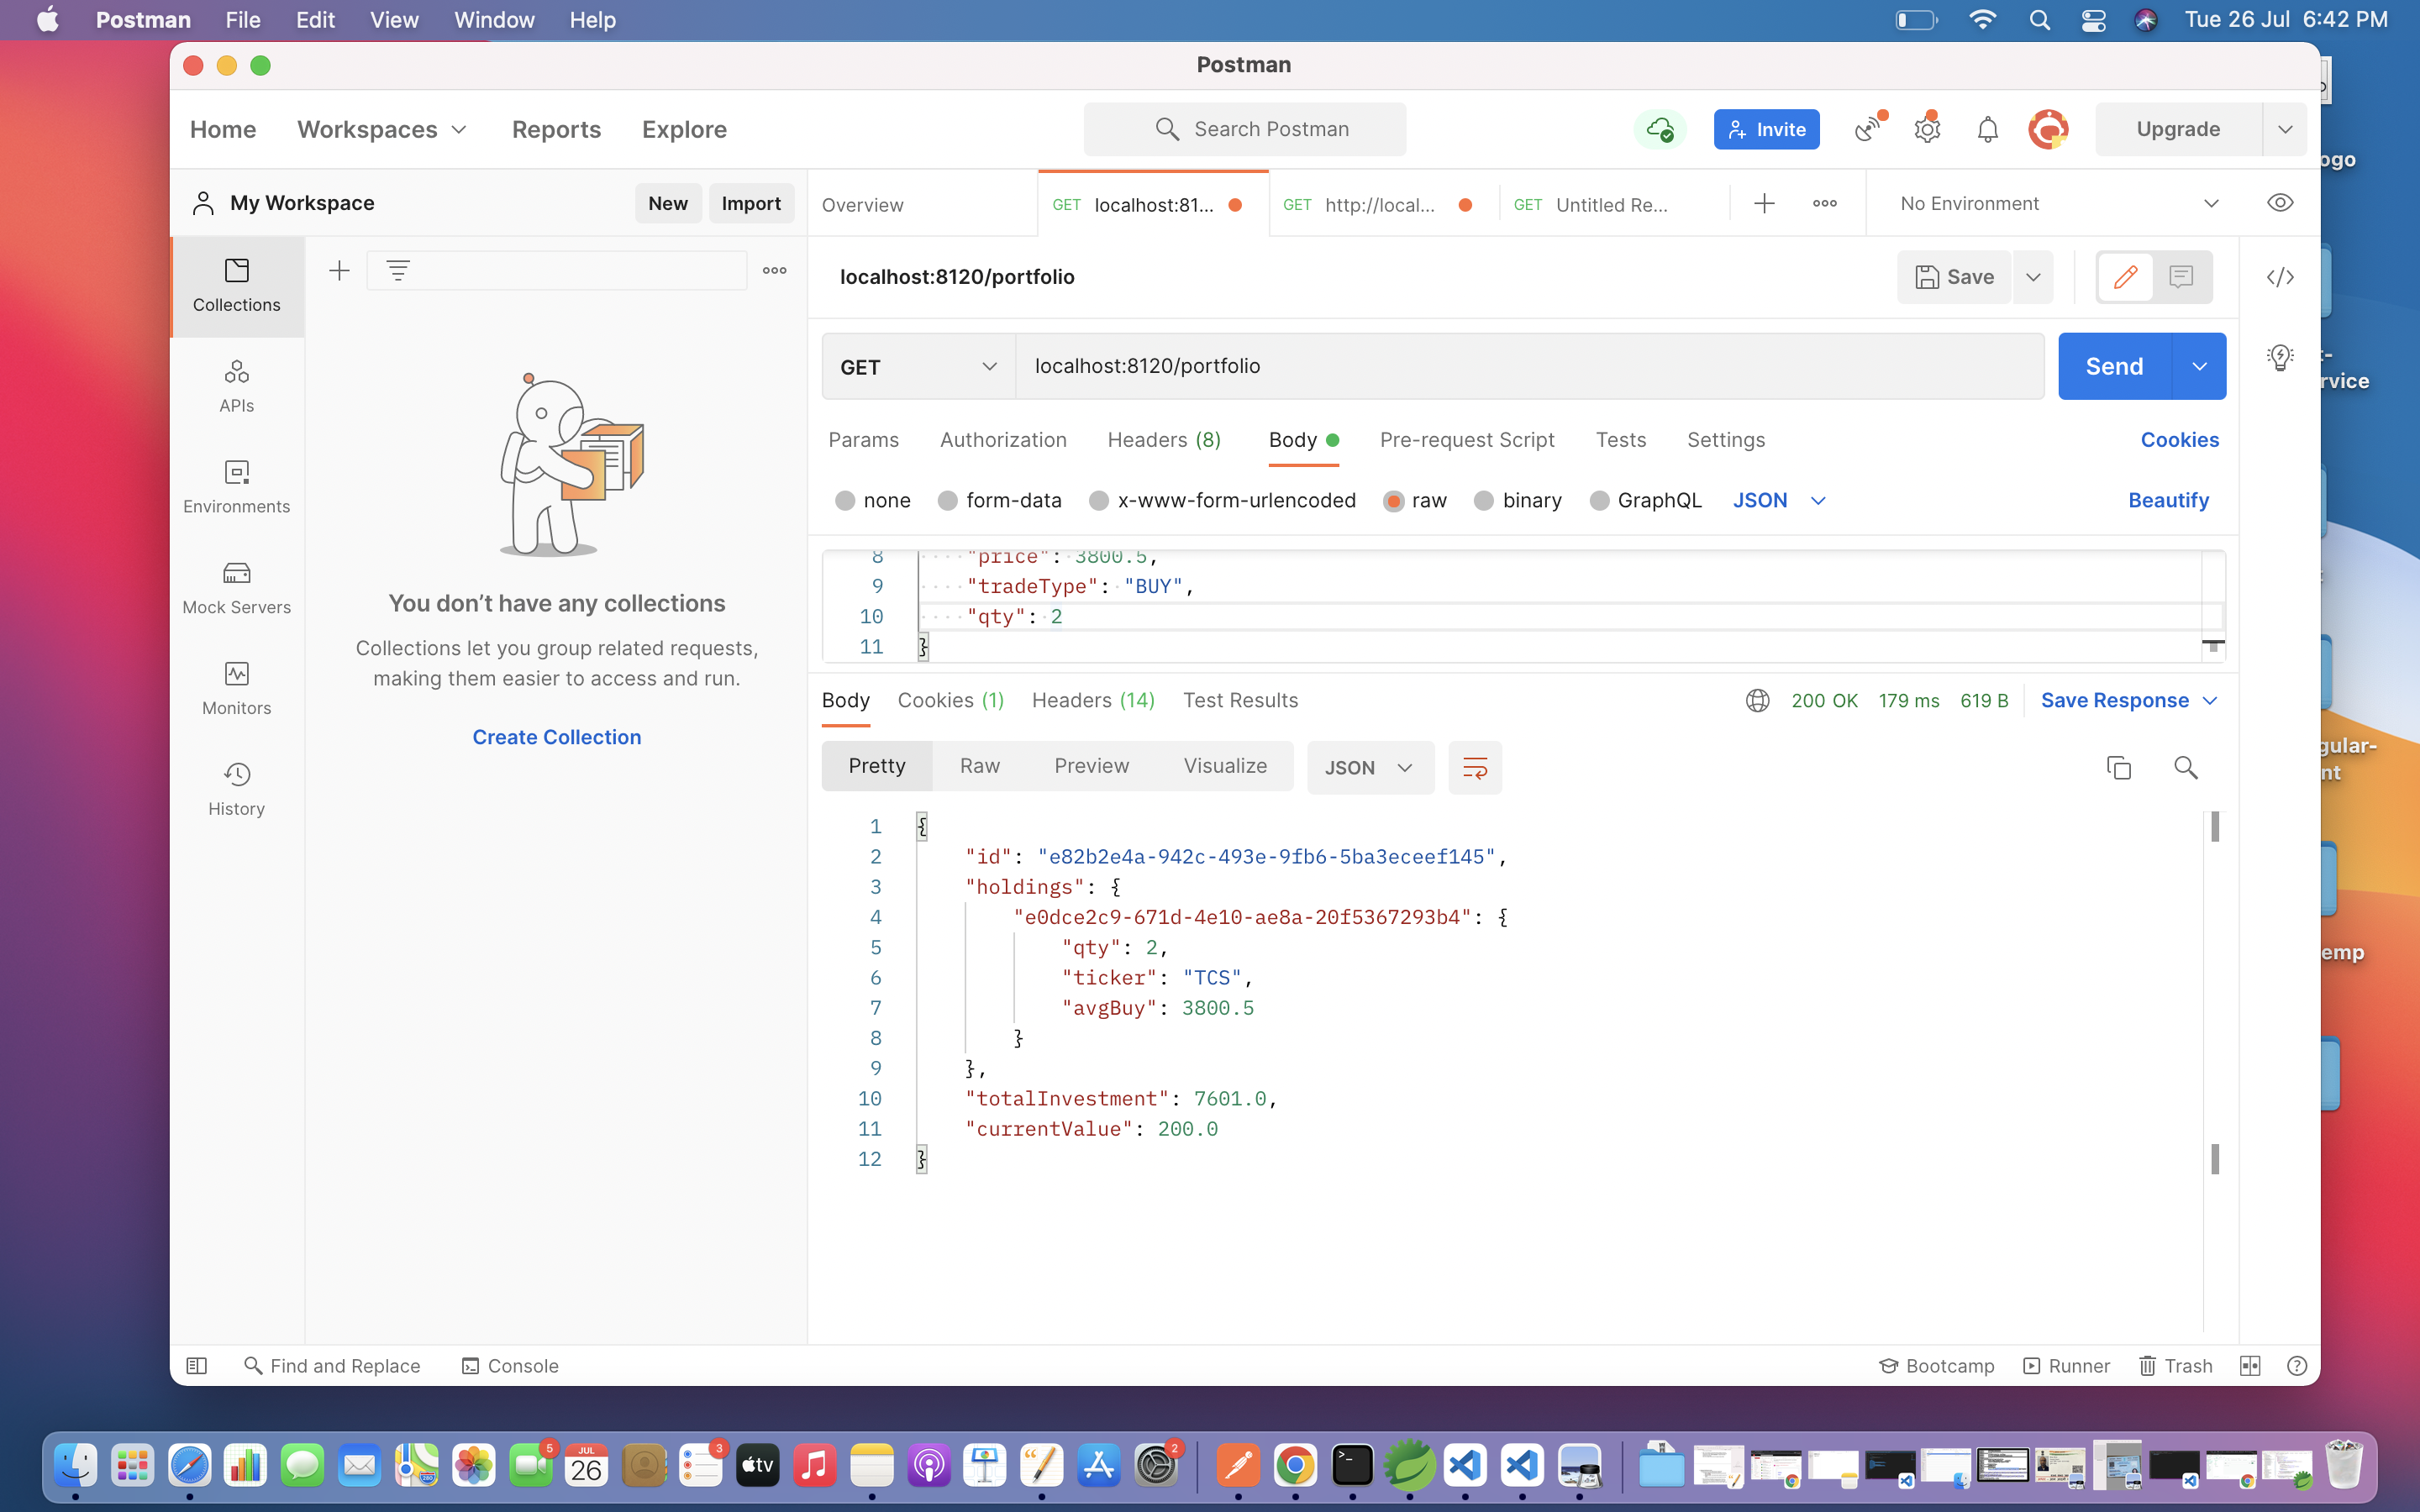 Postman File Edit View Window Help Tue 26 Jul 6:42 PM
Postman
Home Workspaces Reports Explore Search Postman Invite Upgrade
My Workspace New Import Overview GET localhost:81... GET http://local... GET Untitled Re... No Environment
Collections
APIs
Environments
Mock Servers
Monitors
History
You don’t have any collections
Collections let you group related requests,
making them easier to access and run.
Create Collection
localhost:8120/portfolio Save
GET localhost:8120/portfolio Send
Params Authorization Headers (8) Body Pre-request Script Tests Settings Cookies
none form-data x-www-form-urlencoded raw binary GraphQL JSON Beautify
8 "price": 3800.5,
9 "tradeType": "BUY",
10 "qty": 2
11 }
Body Cookies (1) Headers (14) Test Results 200 OK 179 ms 619 B Save Response
Pretty Raw Preview Visualize JSON
1 {
2 "id": "e82b2e4a-942c-493e-9fb6-5ba3eceef145",
3 "holdings": {
4 "e0dce2c9-671d-4e10-ae8a-20f5367293b4": {
5 "qty": 2,
6 "ticker": "TCS",
7 "avgBuy": 3800.5
8 }
9 },
10 "totalInvestment": 7601.0,
11 "currentValue": 200.0
12 }
Find and Replace Console Bootcamp Runner Trash
ogo
rvice
gular-
nt
emp
5 JUL 26 3 tv 2